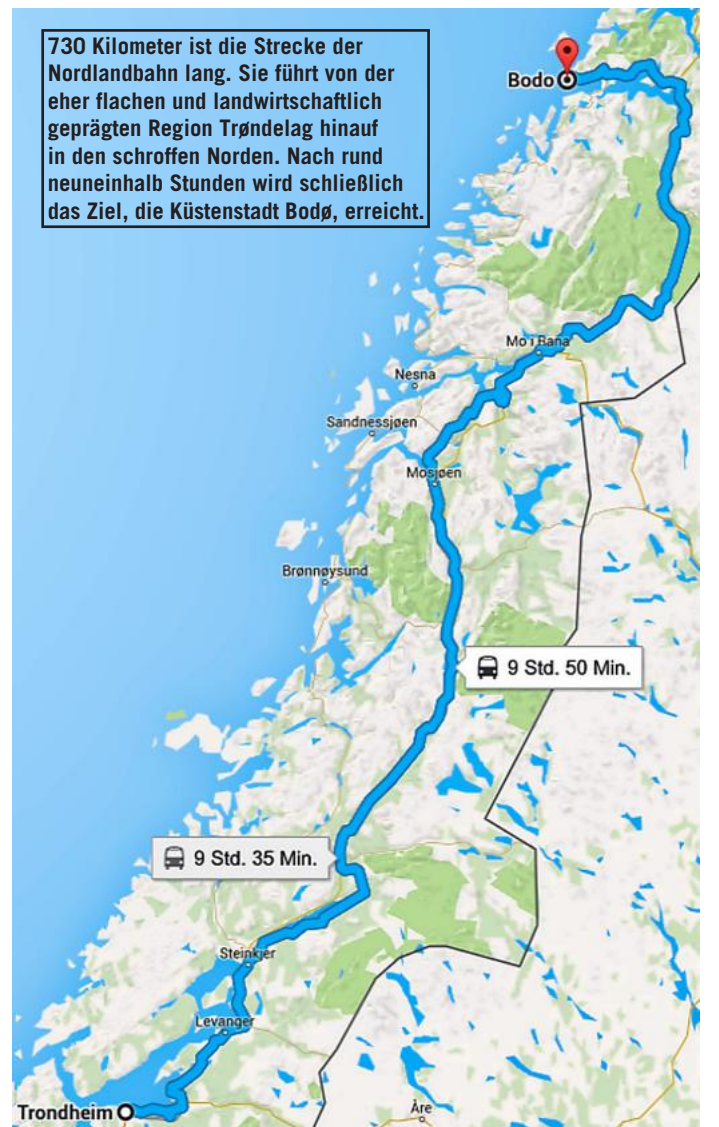 730 Kilometer ist die Strecke der
Nordlandbahn lang. Sie führt von der
eher flachen und landwirtschaftlich
geprägten Region Trøndelag hinauf
in den schroffen Norden. Nach rund
neuneinhalb Stunden wird schließlich
das Ziel, die Küstenstadt Bodø, erreicht.
Bodo
Mo i Rana
Nesna
Sandnessjøen
Mosjøen
Brønnøysund
9 Std. 50 Min.
9 Std. 35 Min.
Steinkjer
Levanger
Trondheim
Åre